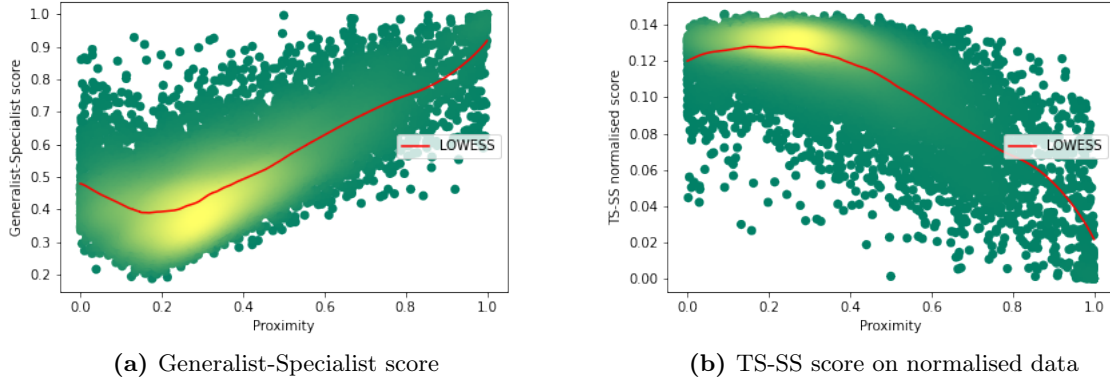 1.0
0.9
0.8
0.7
0.6
0.5
0.4
0.3
0.2
Generalist-Specialist score
LOWESS
0.0 0.2 0.4 0.6 0.8 1.0
Proximity
(a) Generalist-Specialist score
0.14
0.12
0.10
0.08
0.06
0.04
0.02
0.00
TS-SS normalised score
LOWESS
0.0 0.2 0.4 0.6 0.8 1.0
Proximity
(b) TS-SS score on normalised data